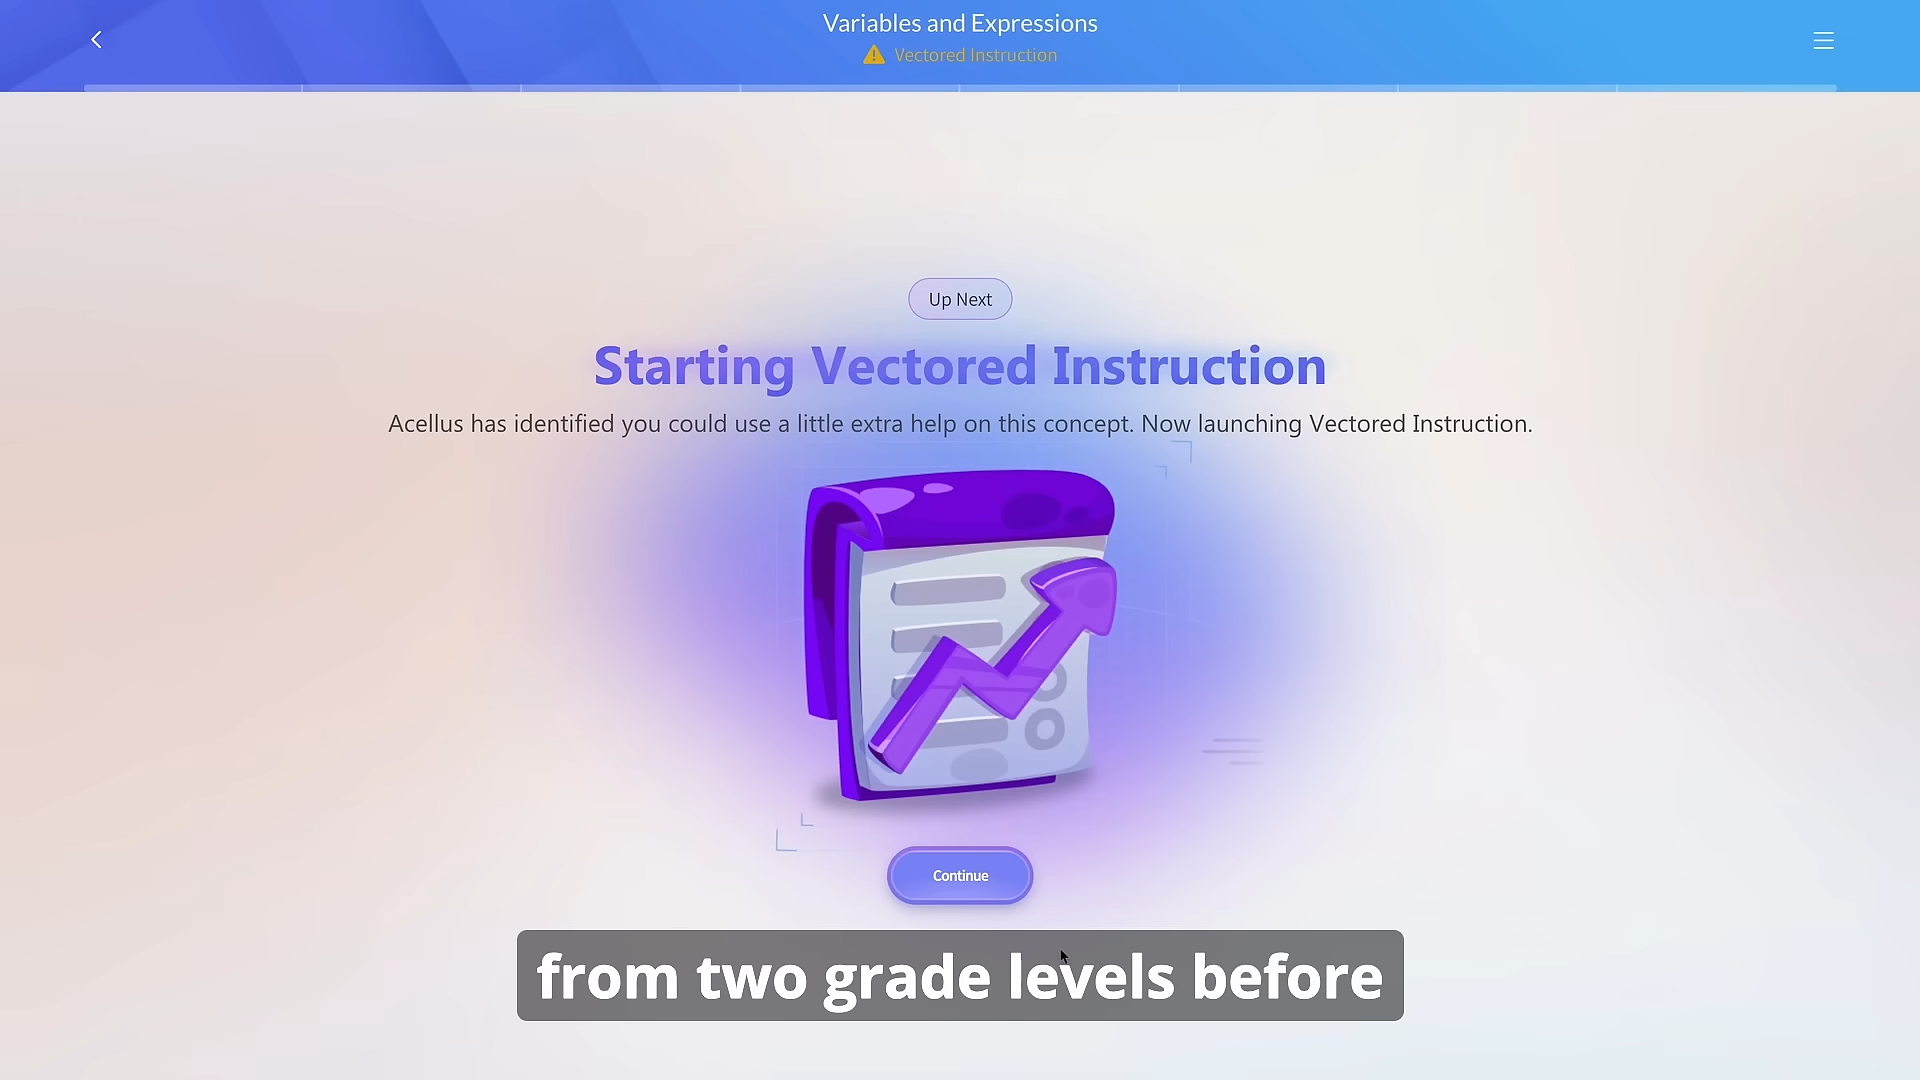 Variables and Expressions
Vectored Instruction
Up Next
Starting Vectored Instruction
Acellus has identified you could use a little extra help on this concept. Now launching Vectored Instruction.
Continue
from two grade levels before